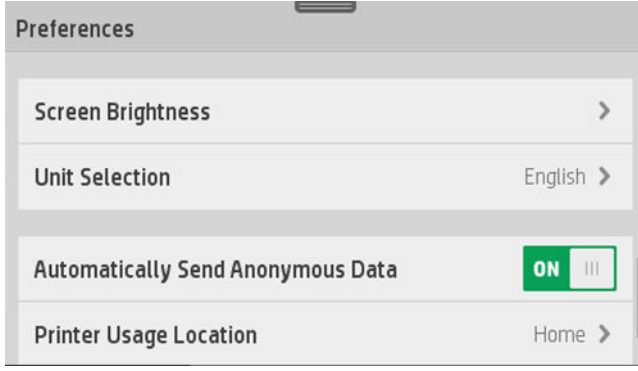 Preferences
Screen Brightness
Unit Selection English
Automatically Send Anonymous Data ON
Printer Usage Location Home